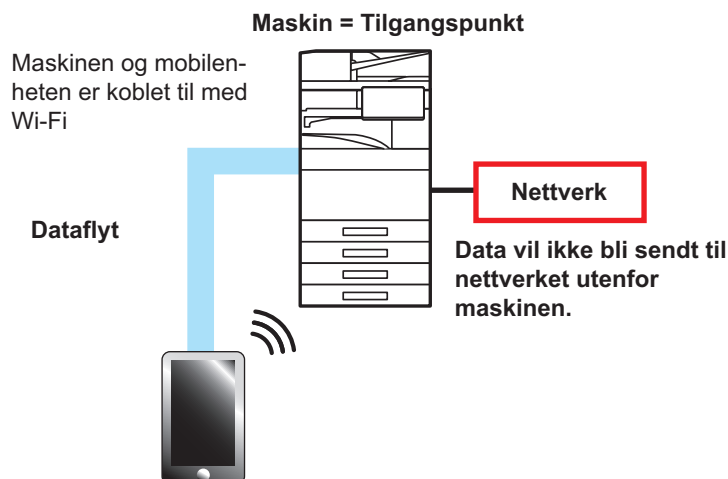 Maskin = Tilgangspunkt
Maskinen og mobilen-
heten er koblet til med
Wi-Fi
Nettverk
Dataflyt
Data vil ikke bli sendt til
nettverket utenfor
maskinen.